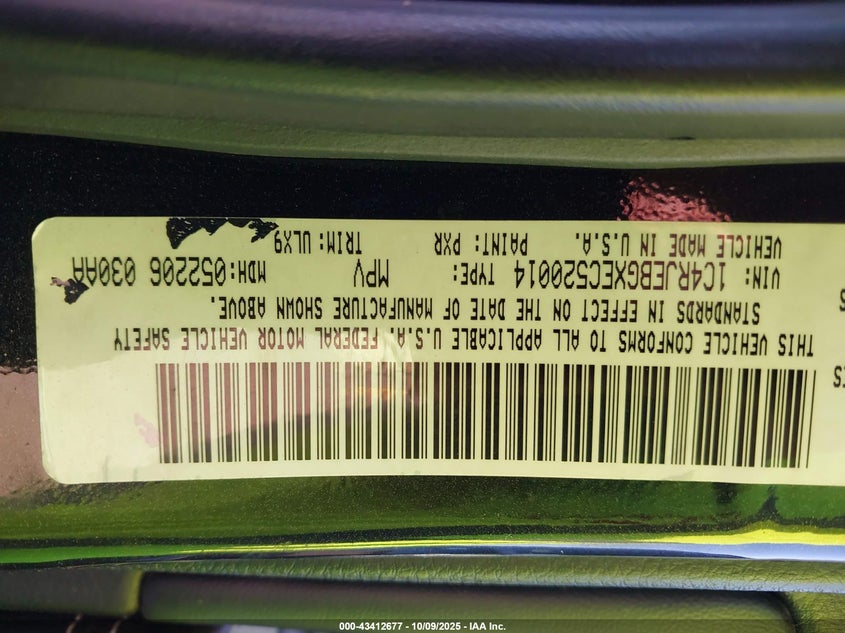 THIS VEHICLE CONFORMS TO ALL APPLICABLE U.S.A. FEDERAL MOTOR VEHICLE SAFETY
STANDARDS IN EFFECT ON THE DATE OF MANUFACTURE SHOWN ABOVE.
VIN: 1C4RJEBGXEC520014 TYPE: MPV MDH:052206 030AA
VEHICLE MADE IN U.S.A. PAINT: PXR TRIM: ULX9
000-43412677 - 10/09/2025 - IAA Inc.